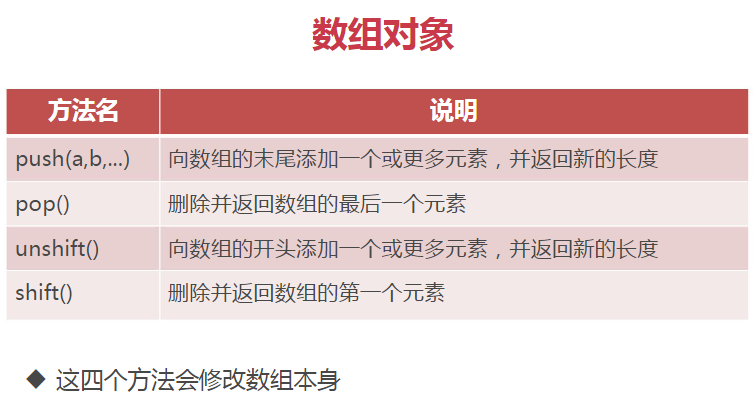 数组对象
方法名 说明
push(a,b,...) 向数组的末尾添加一个或更多元素，并返回新的长度
pop() 删除并返回数组的最后一个元素
unshift() 向数组的开头添加一个或更多元素，并返回新的长度
shift() 删除并返回数组的第一个元素
◆ 这四个方法会修改数组本身